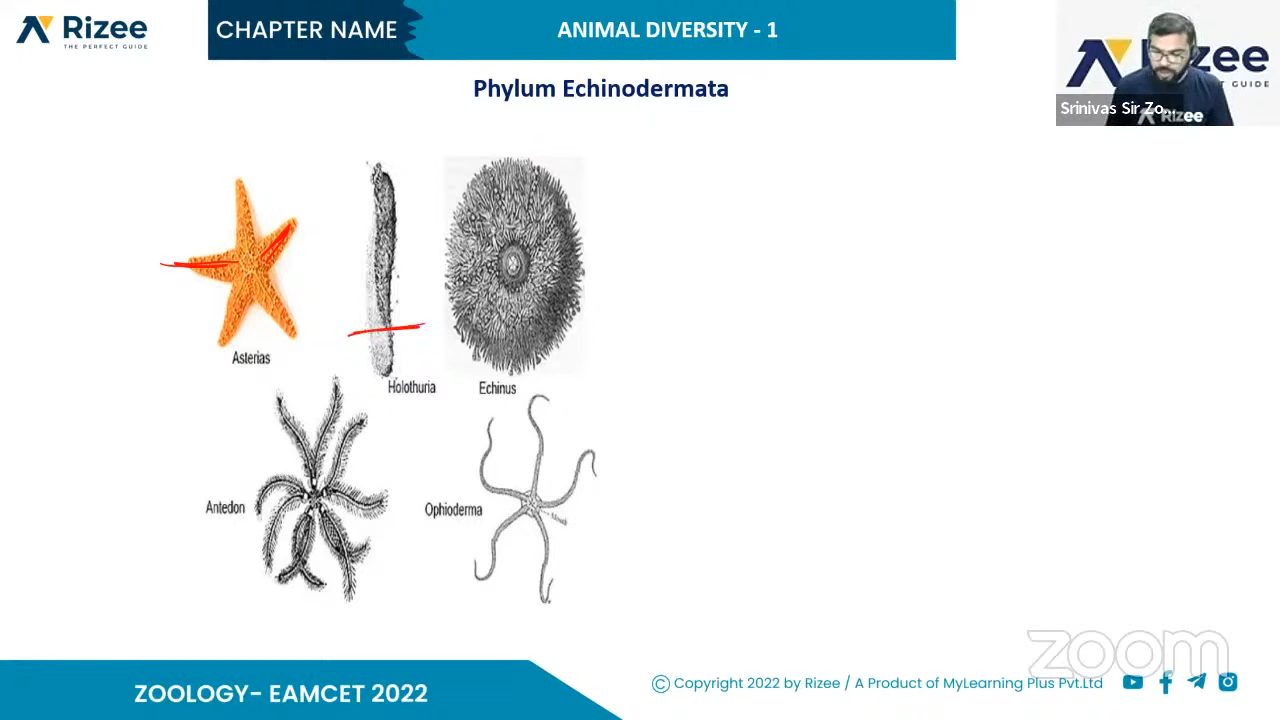 Rizee
THE PERFECT GUIDE
CHAPTER NAME
ANIMAL DIVERSITY - 1
Phylum Echinodermata
Srinivas Sir Zo...
Rizee
Asterias
Holothuria
Echinus
Antedon
Ophioderma
zoom
ZOOLOGY- EAMCET 2022
© Copyright 2022 by Rizee / A Product of MyLearning Plus Pvt.Ltd